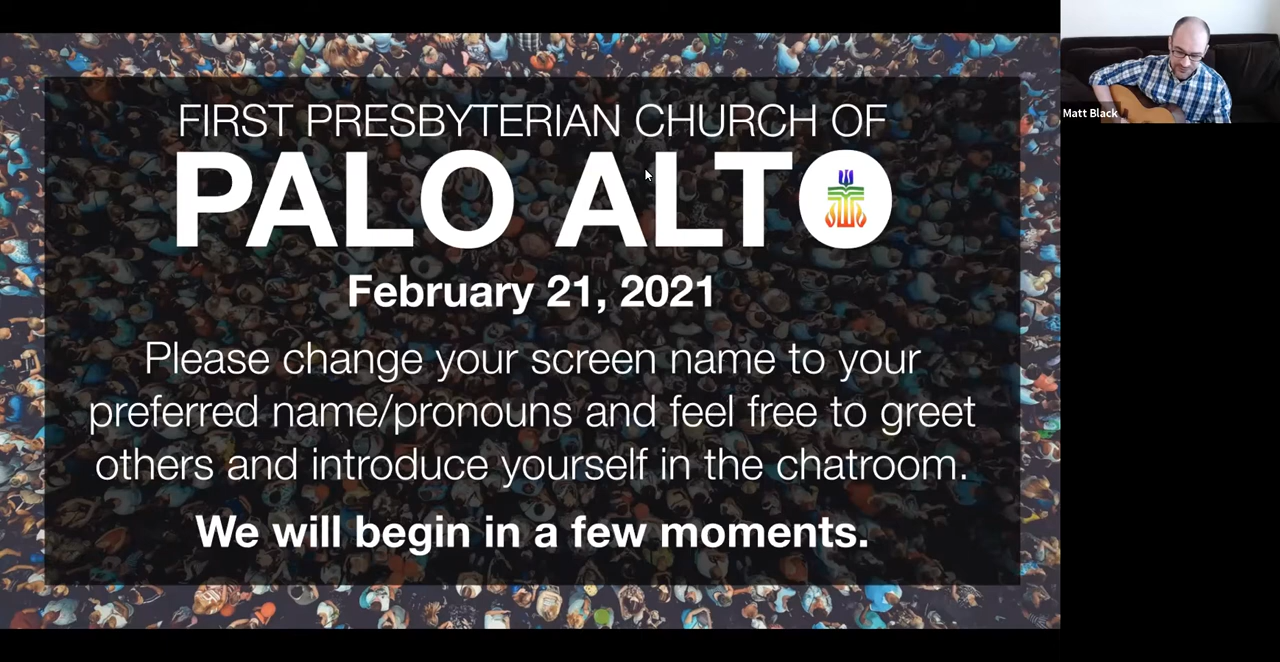 FIRST PRESBYTERIAN CHURCH OF
PALO ALTO
February 21, 2021
Please change your screen name to your
preferred name/pronouns and feel free to greet
others and introduce yourself in the chatroom.
We will begin in a few moments.
Matt Black